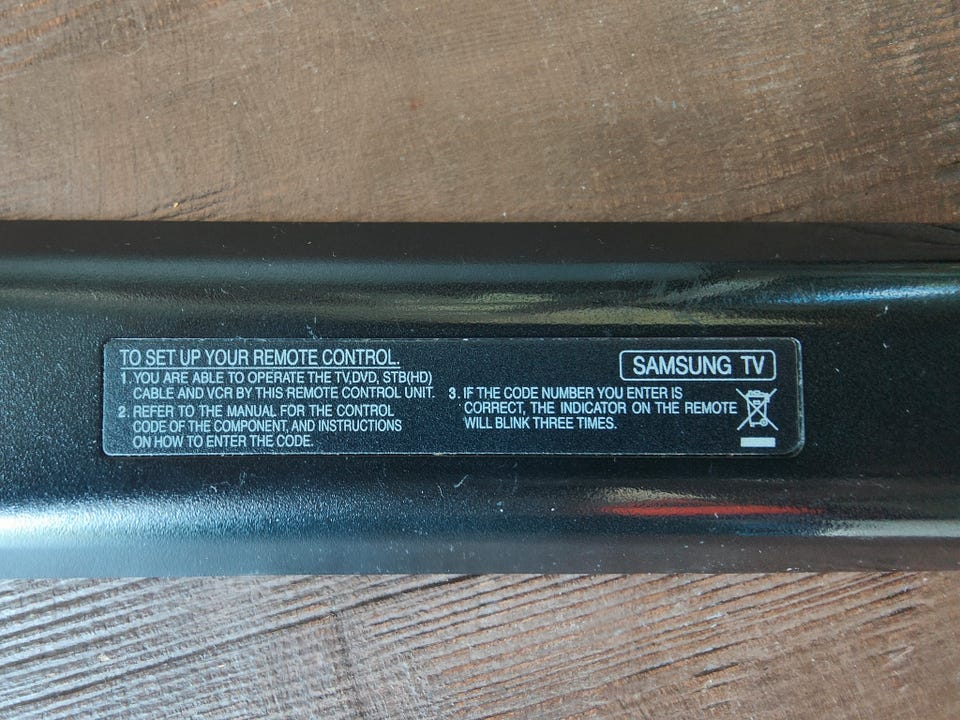 TO SET UP YOUR REMOTE CONTROL.
1. YOU ARE ABLE TO OPERATE THE TV,DVD, STB(HD)
CABLE AND VCR BY THIS REMOTE CONTROL UNIT.
2. REFER TO THE MANUAL FOR THE CONTROL
CODE OF THE COMPONENT, AND INSTRUCTIONS
ON HOW TO ENTER THE CODE.
SAMSUNG TV
3. IF THE CODE NUMBER YOU ENTER IS
CORRECT, THE INDICATOR ON THE REMOTE
WILL BLINK THREE TIMES.